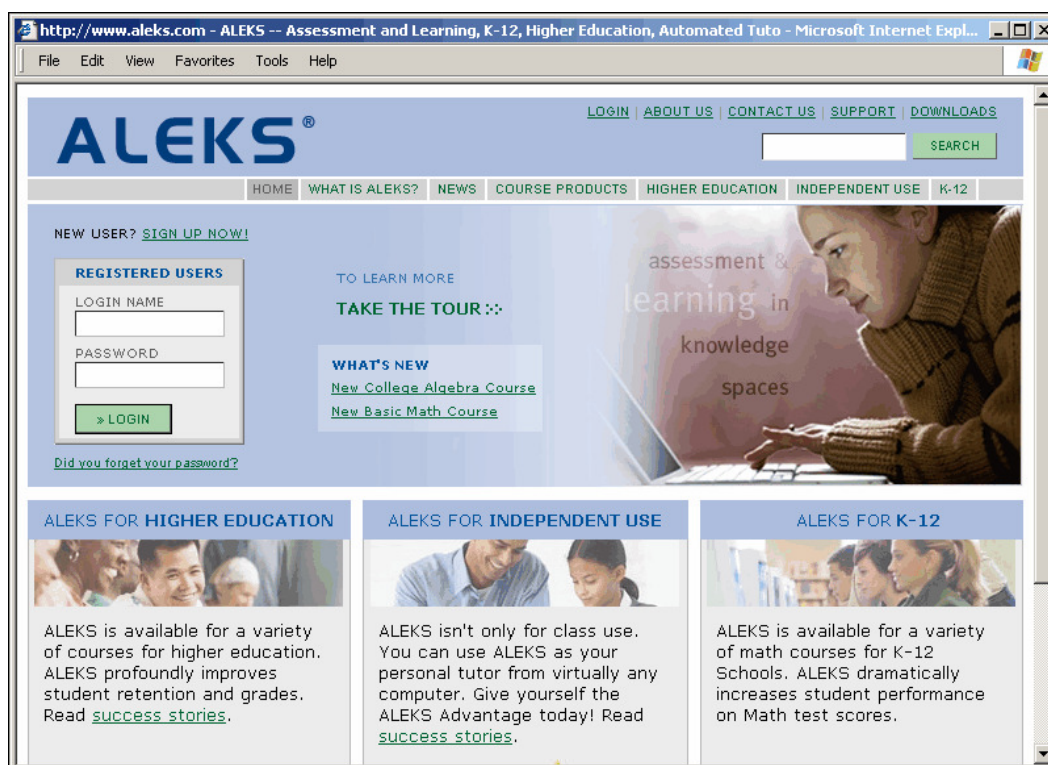 http://www.aleks.com - ALEKS -- Assessment and Learning, K-12, Higher Education, Automated Tuto - Microsoft Internet Expl...
File Edit View Favorites Tools Help
LOGIN | ABOUT US | CONTACT US | SUPPORT | DOWNLOADS
ALEKS®
SEARCH
HOME WHAT IS ALEKS? NEWS COURSE PRODUCTS HIGHER EDUCATION INDEPENDENT USE K-12
NEW USER? SIGN UP NOW!
REGISTERED USERS
LOGIN NAME
PASSWORD
» LOGIN
Did you forget your password?
TO LEARN MORE
TAKE THE TOUR
WHAT'S NEW
New College Algebra Course
New Basic Math Course
assessment &
learning in
knowledge
spaces
ALEKS FOR HIGHER EDUCATION
ALEKS is available for a variety
of courses for higher education.
ALEKS profoundly improves
student retention and grades.
Read success stories.
ALEKS FOR INDEPENDENT USE
ALEKS isn't only for class use.
You can use ALEKS as your
personal tutor from virtually any
computer. Give yourself the
ALEKS Advantage today! Read
success stories.
ALEKS FOR K-12
ALEKS is available for a variety
of math courses for K-12
Schools. ALEKS dramatically
increases student performance
on Math test scores.